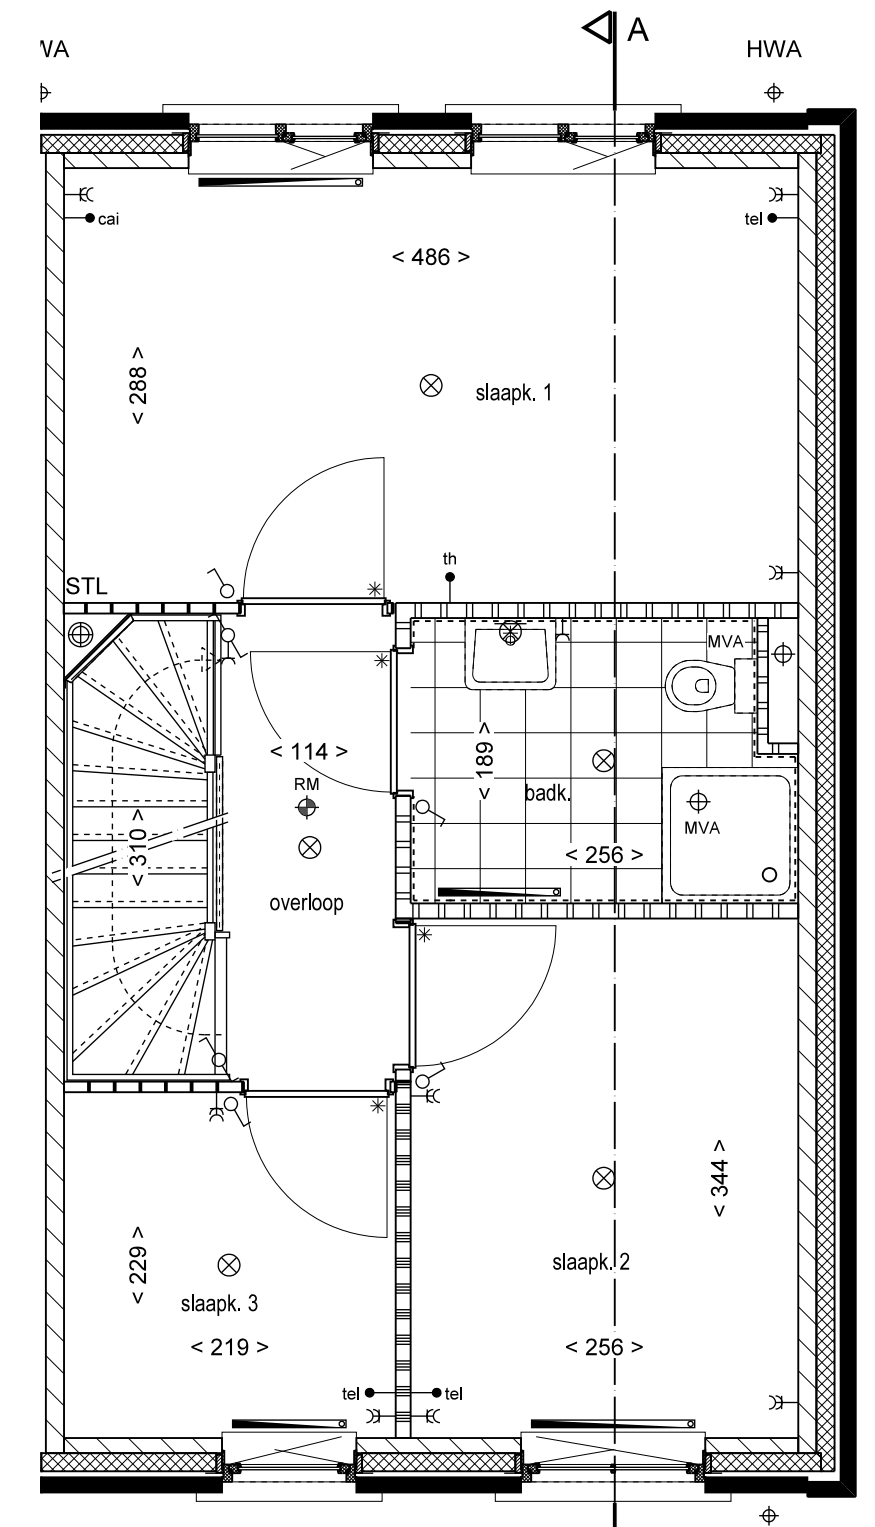 A
WA
HWA
cai
tel
< 486 >
< 288 >
slaapk. 1
th
STL
MVA
< 114 >
< 189 >
RM
badk.
MVA
< 310 >
< 256 >
overloop
< 344 >
< 229 >
slaapk. 2
slaapk. 3
< 219 >
< 256 >
tel
tel